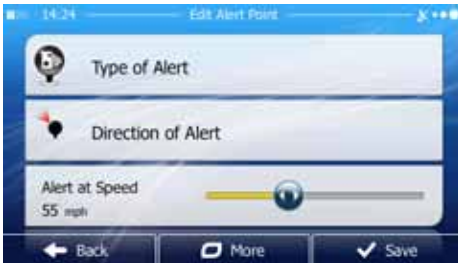 14:24 Edit Alert Point
Type of Alert
Direction of Alert
Alert at Speed
55 mph
Back More Save